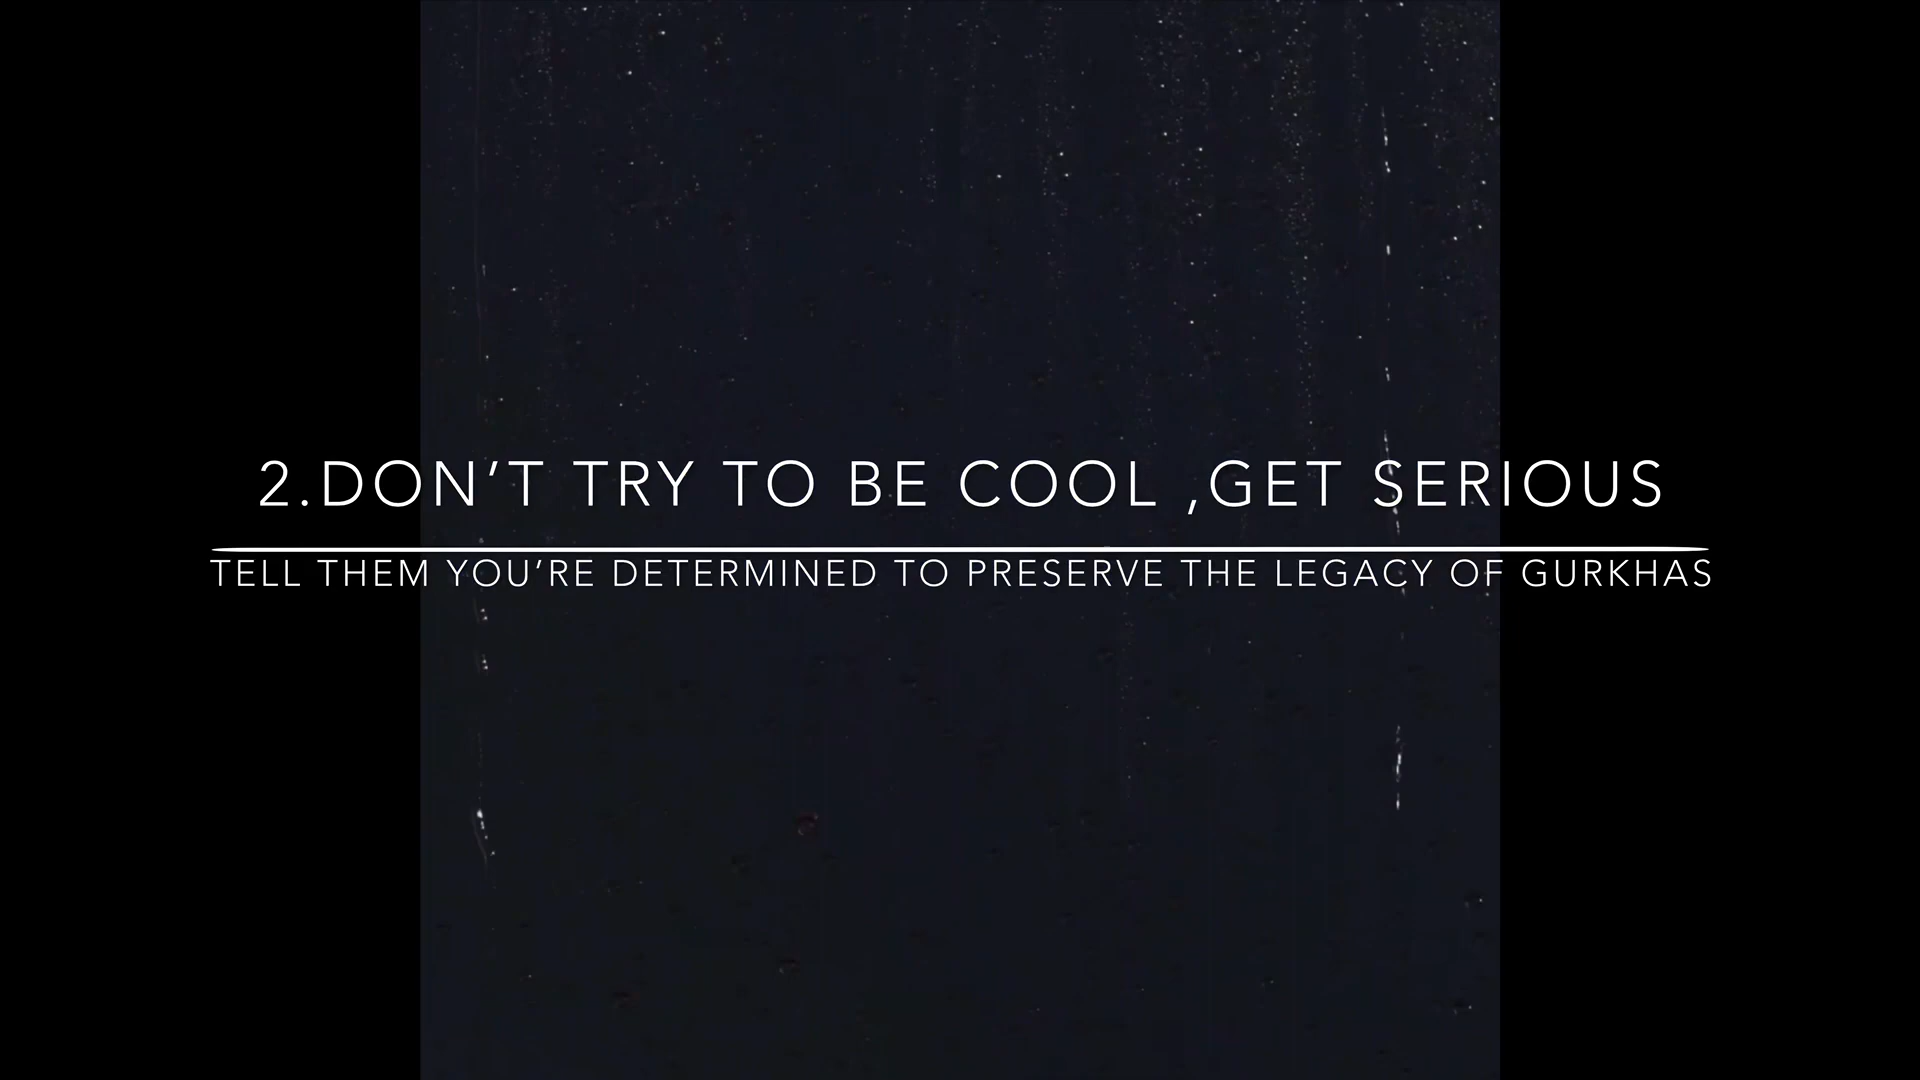 2.DON’T TRY TO BE COOL ,GET SERIOUS
TELL THEM YOU’RE DETERMINED TO PRESERVE THE LEGACY OF GURKHAS